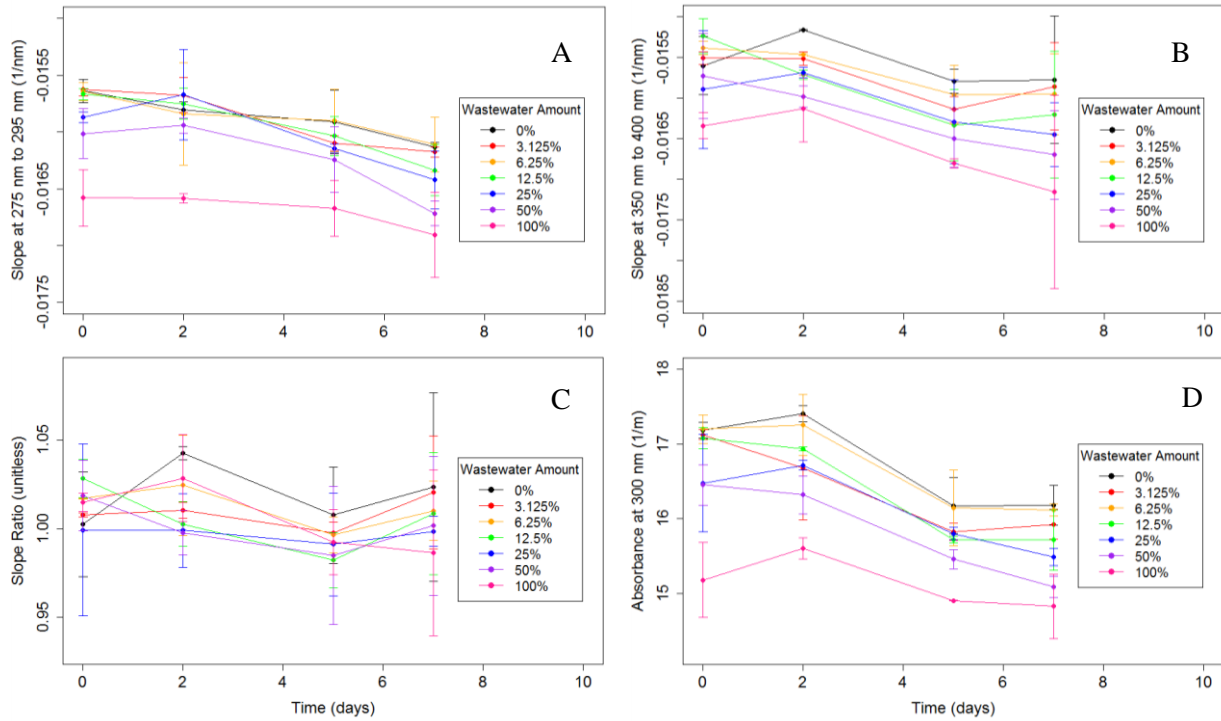 A
Slope at 275 nm to 295 nm (1/nm)
-0.0155
-0.0165
-0.0175
0 2 4 6 8 10
Wastewater Amount
0%
3.125%
6.25%
12.5%
25%
50%
100%
B
Slope at 350 nm to 400 nm (1/nm)
-0.0155
-0.0165
-0.0175
-0.0185
0 2 4 6 8 10
Wastewater Amount
0%
3.125%
6.25%
12.5%
25%
50%
100%
C
Slope Ratio (unitless)
1.05
1.00
0.95
0 2 4 6 8 10
Time (days)
Wastewater Amount
0%
3.125%
6.25%
12.5%
25%
50%
100%
D
Absorbance at 300 nm (1/m)
18
17
16
15
0 2 4 6 8 10
Time (days)
Wastewater Amount
0%
3.125%
6.25%
12.5%
25%
50%
100%